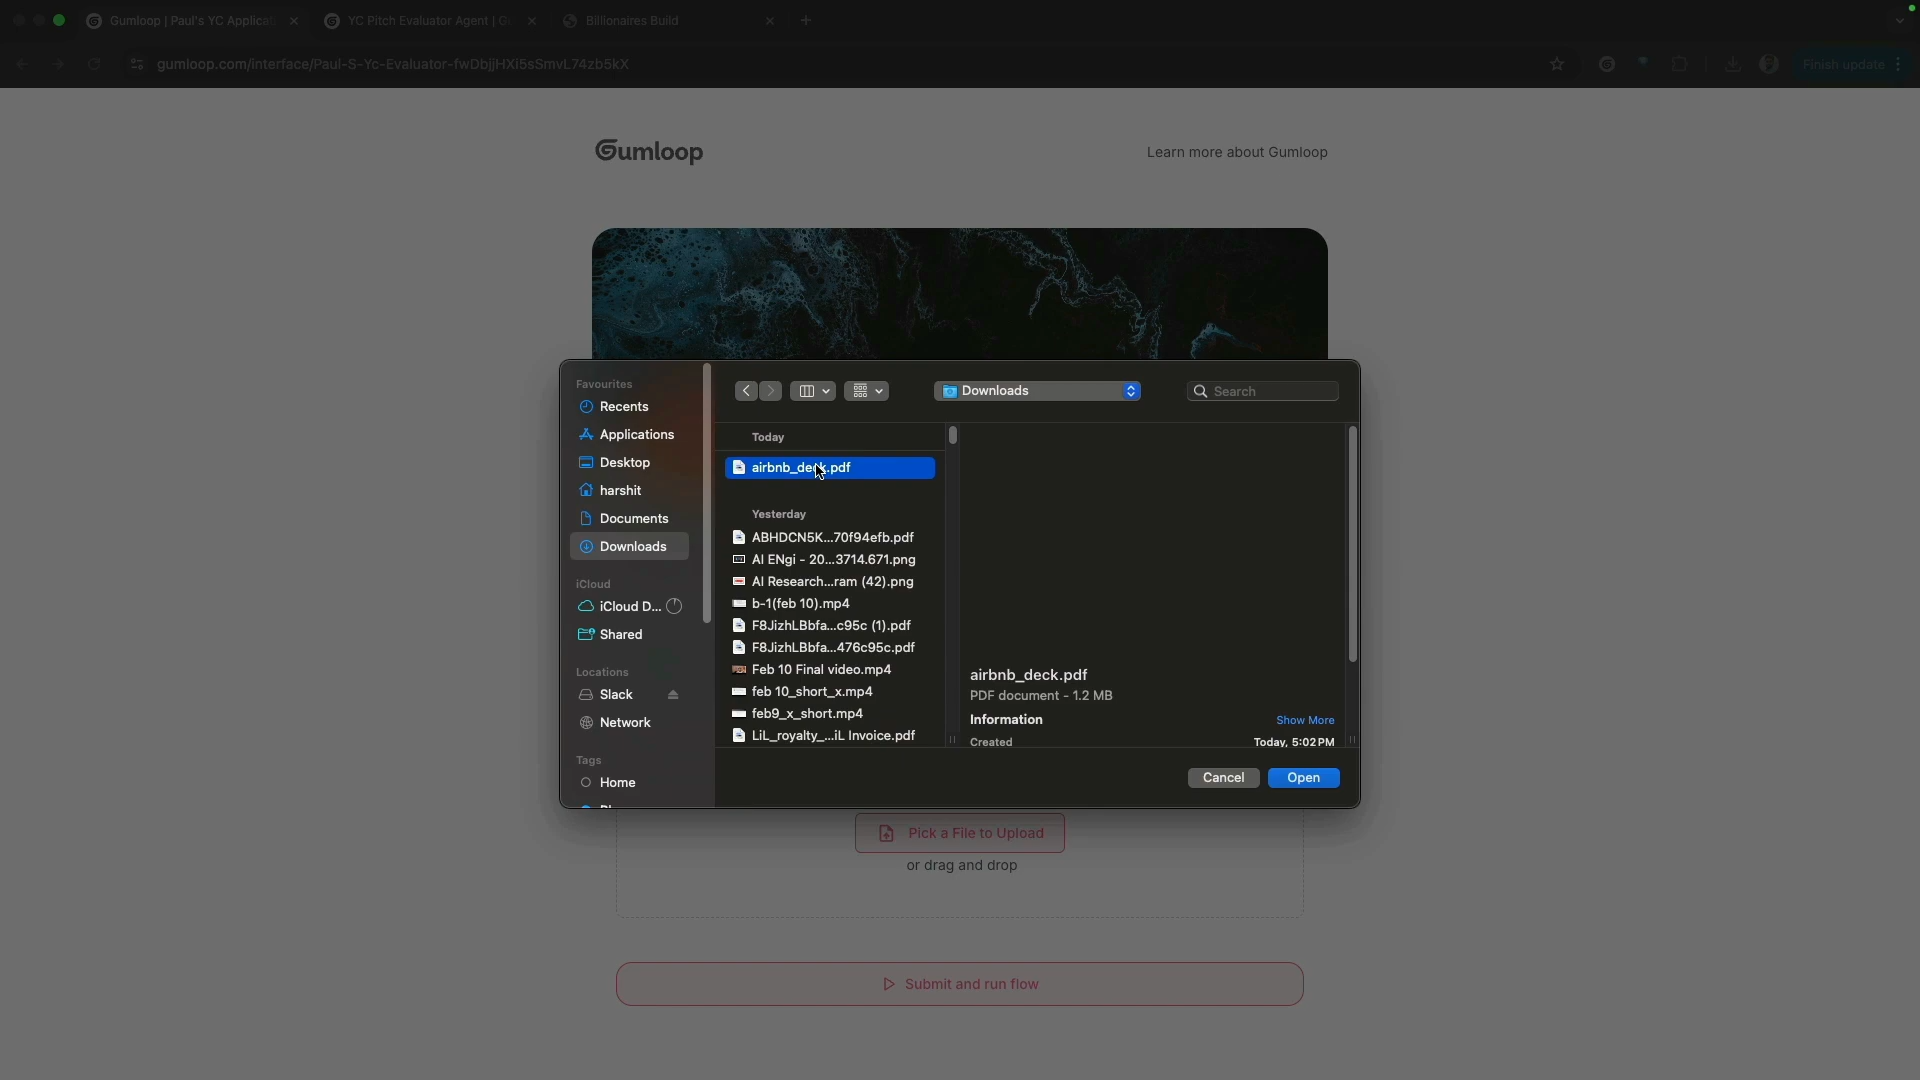 Gumloop | Paul's YC Applicat
YC Pitch Evaluator Agent | Gu
Billionaires Build
gumloop.com/interface/Paul-S-Yc-Evaluator-fwDbjjHXi5sSmvL74zb5kX
Finish update
Gumloop
Learn more about Gumloop
Favourites
Recents
Applications
Desktop
harshit
Documents
Downloads
iCloud
iCloud D...
Shared
Locations
Slack
Network
Tags
Home
Downloads
Search
Today
airbnb_deck.pdf
Yesterday
ABHDCN5K...70f94efb.pdf
AI ENgi - 20...3714.671.png
AI Research...ram (42).png
b-1(feb 10).mp4
F8JizhLBbfa...c95c (1).pdf
F8JizhLBbfa...476c95c.pdf
Feb 10 Final video.mp4
feb 10_short_x.mp4
feb9_x_short.mp4
LiL_royalty_...iL Invoice.pdf
airbnb_deck.pdf
PDF document - 1.2 MB
Information
Show More
Created
Today, 5:02 PM
Cancel
Open
Pick a File to Upload
or drag and drop
Submit and run flow